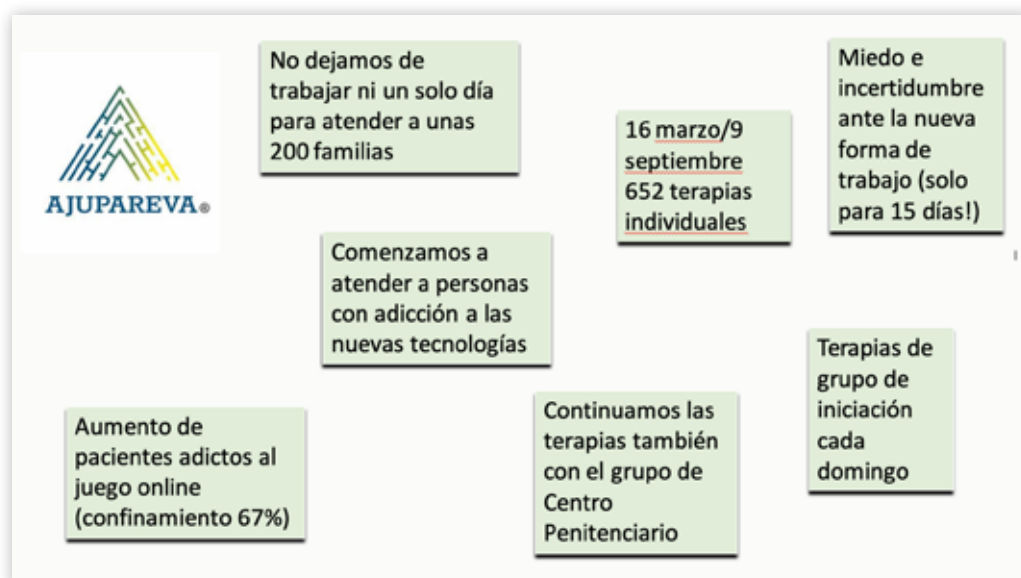 AJUPAREVA®
No dejamos de
trabajar ni un solo día
para atender a unas
200 familias
16 marzo/9
septiembre
652 terapias
individuales
Miedo e
incertidumbre
ante la nueva
forma de
trabajo (solo
para 15 días!)
Comenzamos a
atender a personas
con adicción a las
nuevas tecnologías
Terapias de
grupo de
iniciación
cada
domingo
Aumento de
pacientes adictos al
juego online
(confinamiento 67%)
Continuamos las
terapias también
con el grupo de
Centro
Penitenciario